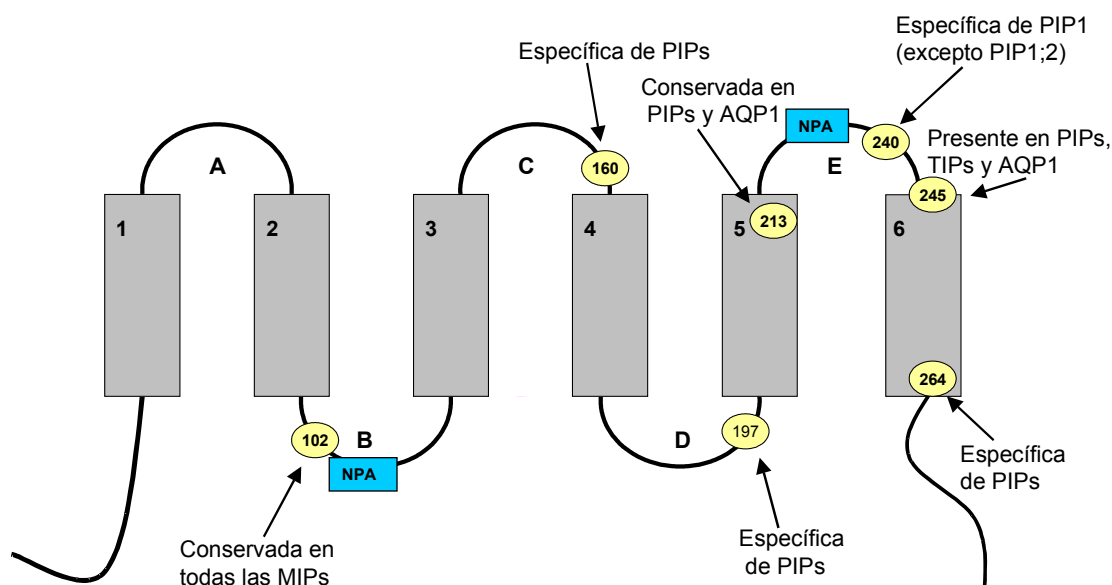 Específica de PIP1
(excepto PIP1;2)
Específica de PIPs
Conservada en
PIPs y AQP1
NPA
240
Presente en PIPs,
TIPs y AQP1
A
C
160
E
245
1
2
3
4
5
213
6
264
102
B
NPA
D
197
Específica
de PIPs
Conservada en
todas las MIPs
Específica
de PIPs